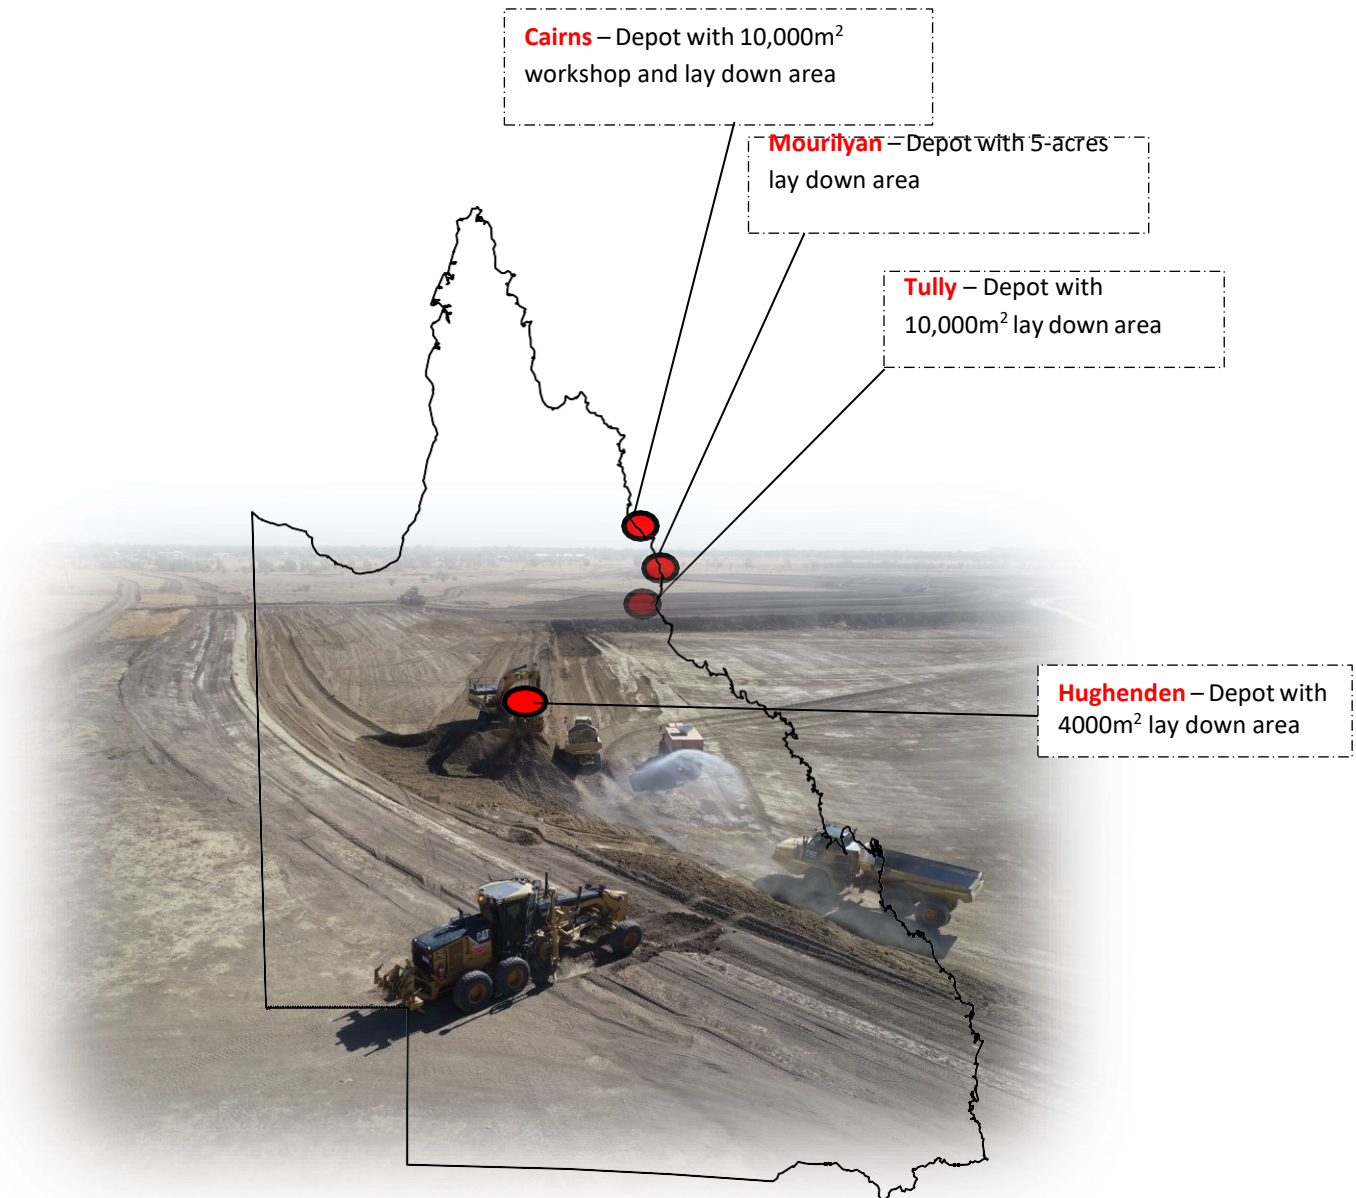 Cairns – Depot with 10,000m²
workshop and lay down area
Mourilyan – Depot with 5-acres
lay down area
Tully – Depot with
10,000m² lay down area
Hughenden – Depot with
4000m² lay down area
CAT